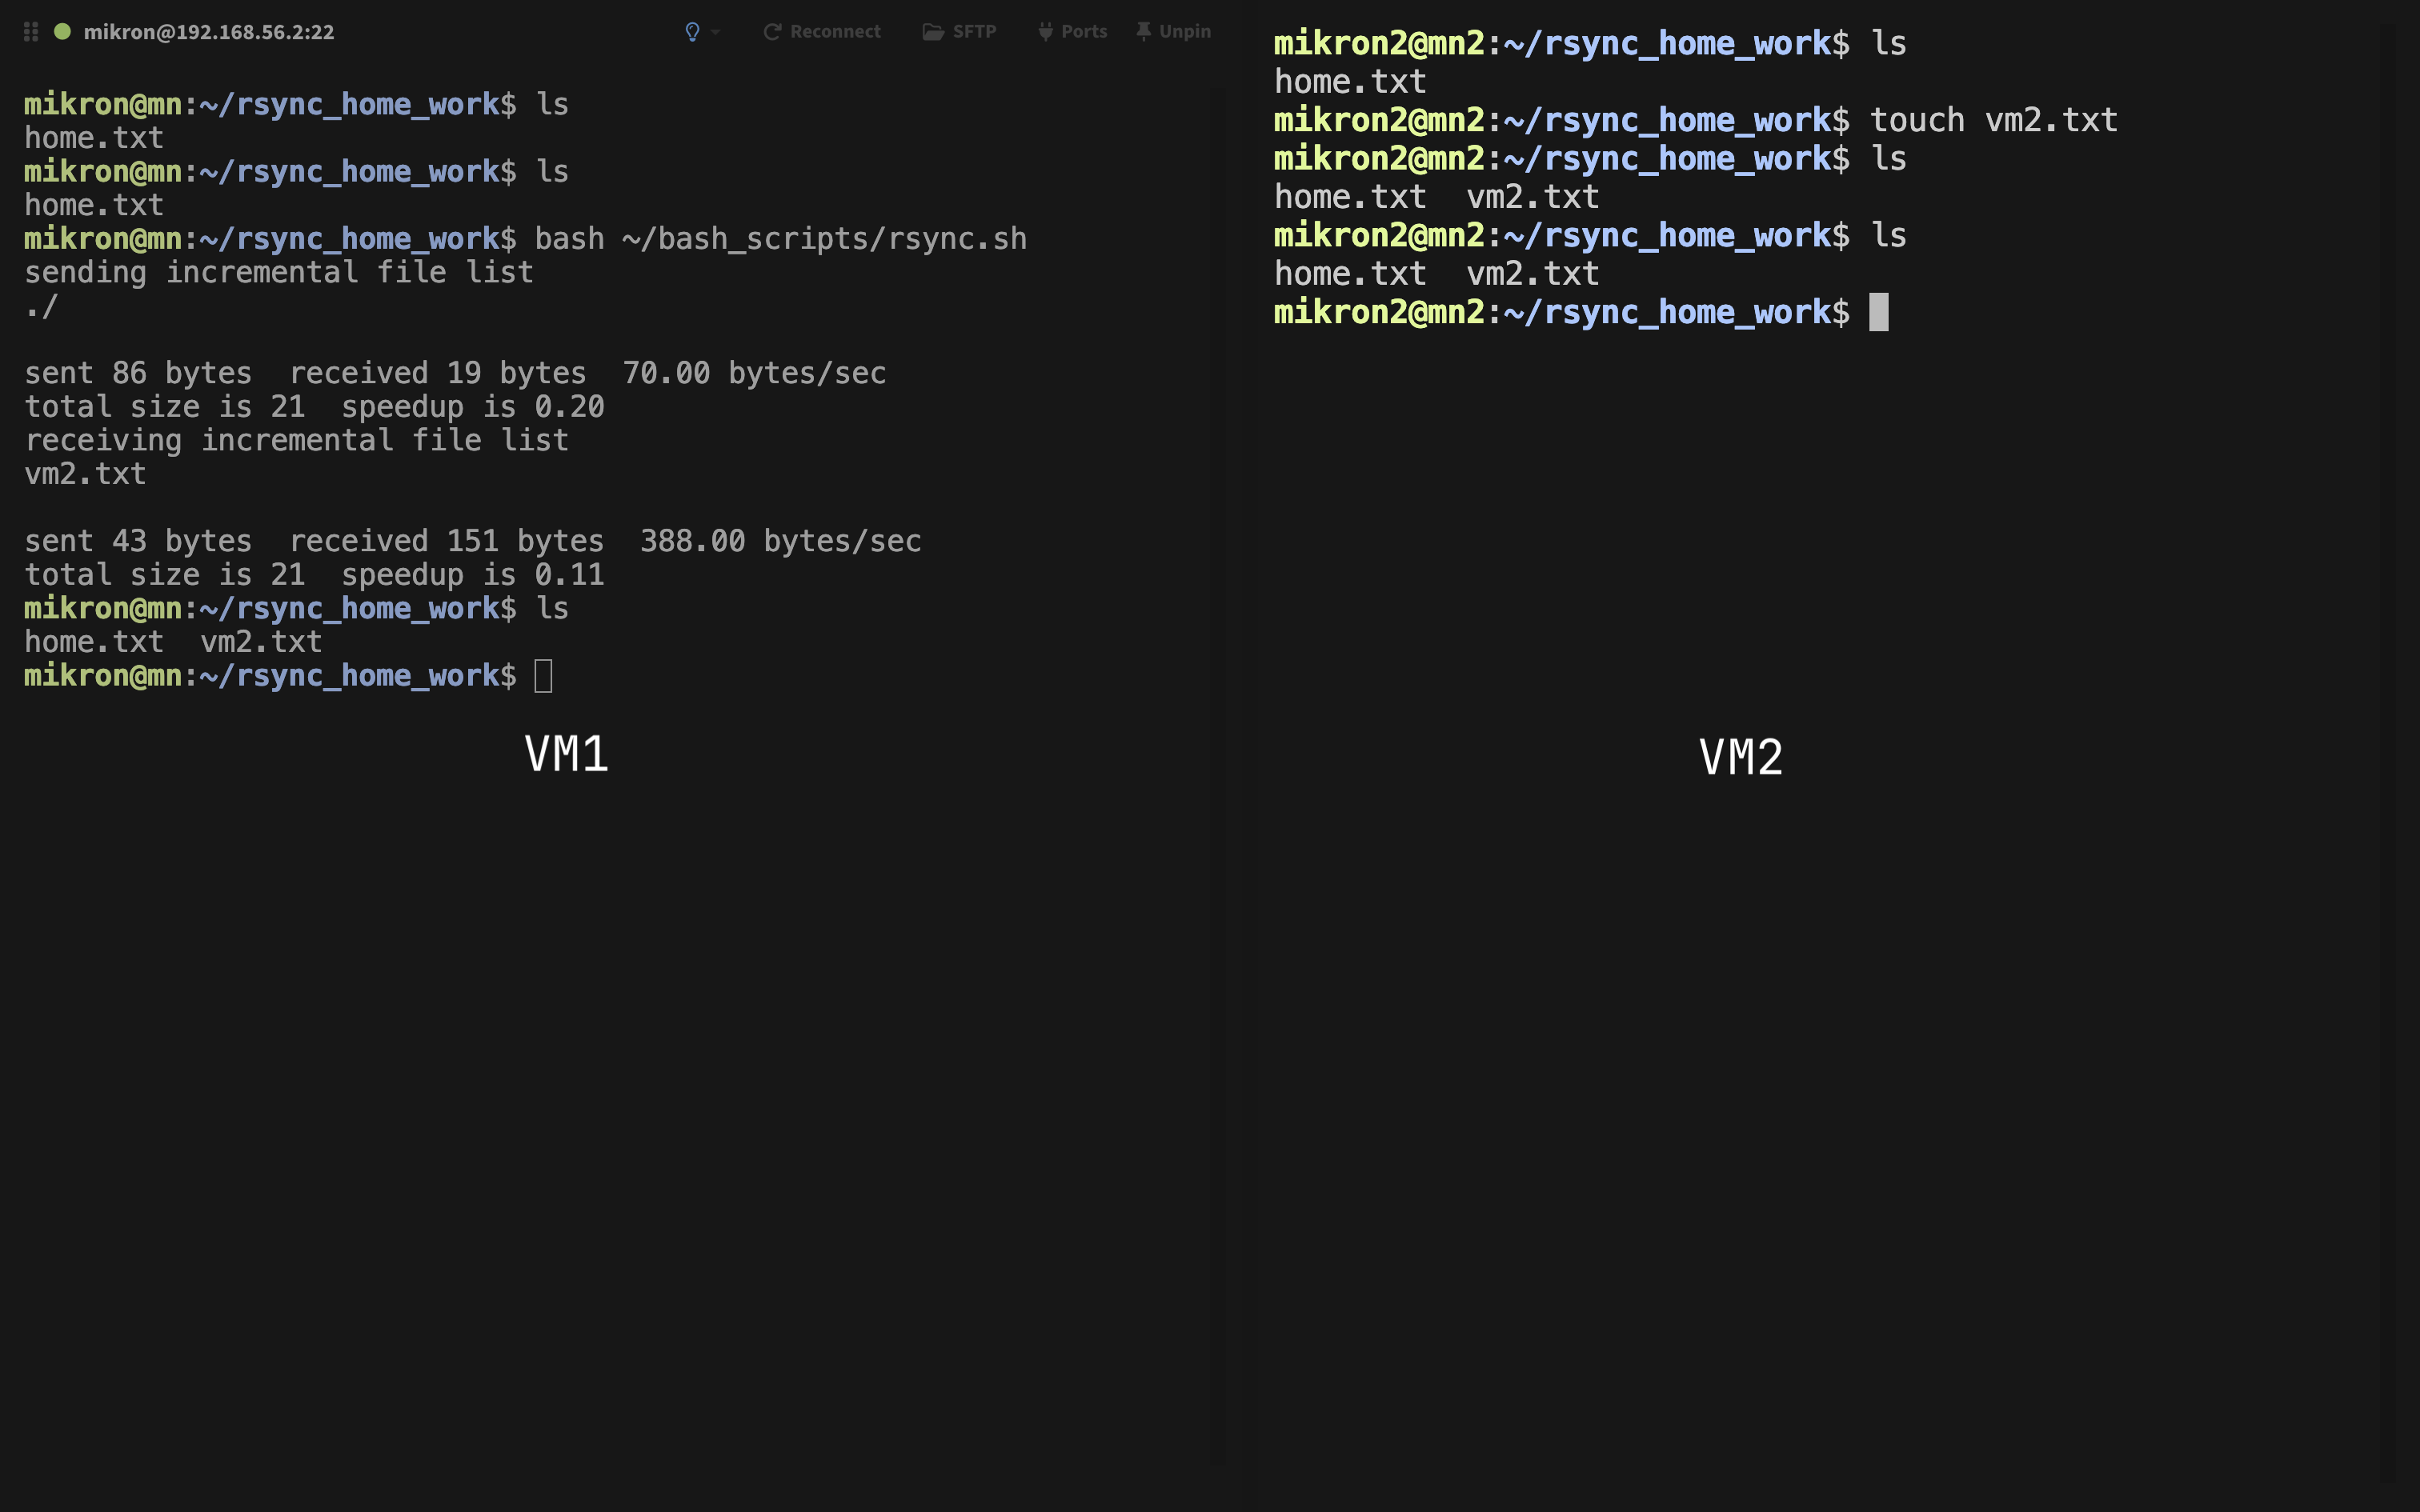 mikron@192.168.56.2:22 Reconnect SFTP Ports Unpin
mikron@mn:~/rsync_home_work$ ls
home.txt
mikron@mn:~/rsync_home_work$ ls
home.txt
mikron@mn:~/rsync_home_work$ bash ~/bash_scripts/rsync.sh
sending incremental file list
./
sent 86 bytes  received 19 bytes  70.00 bytes/sec
total size is 21  speedup is 0.20
receiving incremental file list
vm2.txt
sent 43 bytes  received 151 bytes  388.00 bytes/sec
total size is 21  speedup is 0.11
mikron@mn:~/rsync_home_work$ ls
home.txt  vm2.txt
mikron@mn:~/rsync_home_work$
VM1
mikron2@mn2:~/rsync_home_work$ ls
home.txt
mikron2@mn2:~/rsync_home_work$ touch vm2.txt
mikron2@mn2:~/rsync_home_work$ ls
home.txt  vm2.txt
mikron2@mn2:~/rsync_home_work$ ls
home.txt  vm2.txt
mikron2@mn2:~/rsync_home_work$
VM2